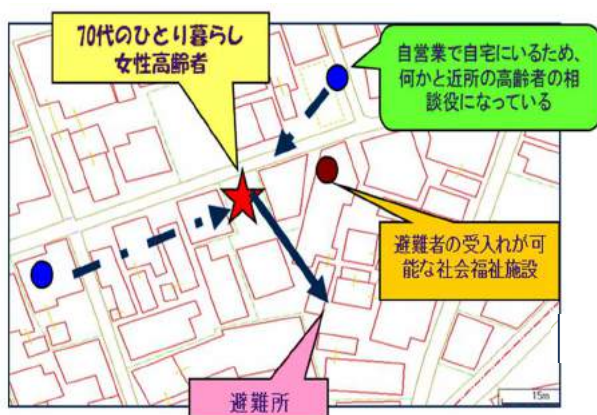 70代のひとり暮らし
女性高齢者
自営業で自宅にいるため、
何かと近所の高齢者の相
談役になっている
避難者の受入れが可
能な社会福祉施設
避難所
15m